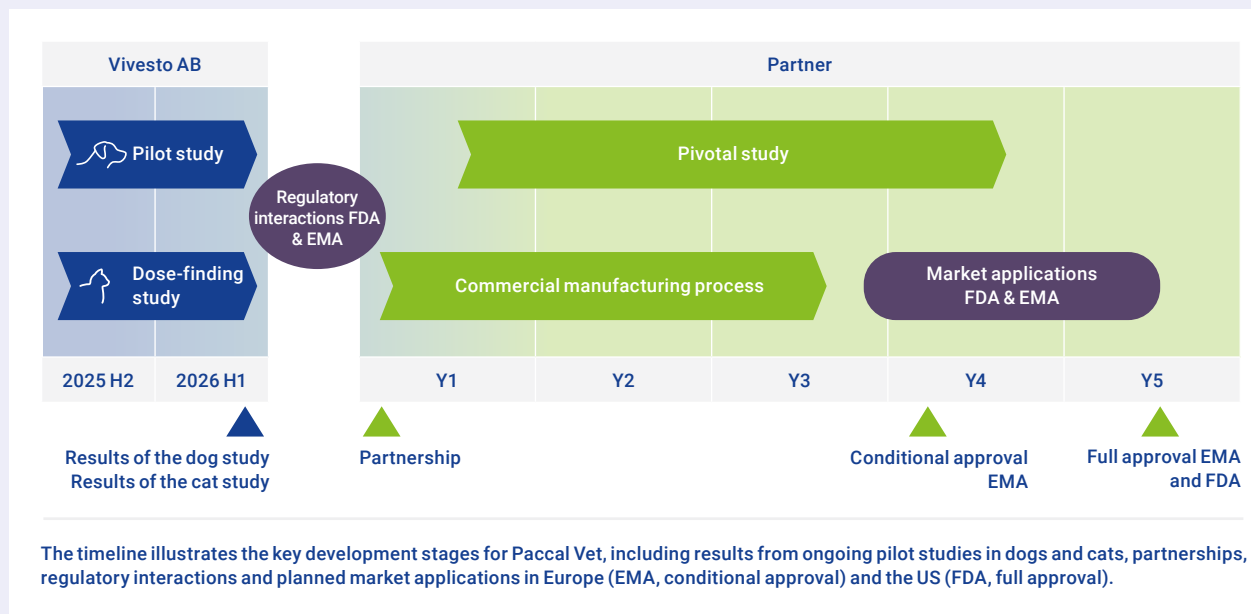 Vivesto AB
Partner
Pilot study
Pivotal study
Regulatory
interactions FDA
& EMA
Dose-finding
study
Commercial manufacturing process
Market applications
FDA & EMA
2025 H2
2026 H1
Y1
Y2
Y3
Y4
Y5
Results of the dog study
Results of the cat study
Partnership
Conditional approval
EMA
Full approval EMA
and FDA
The timeline illustrates the key development stages for Paccal Vet, including results from ongoing pilot studies in dogs and cats, partnerships,
regulatory interactions and planned market applications in Europe (EMA, conditional approval) and the US (FDA, full approval).